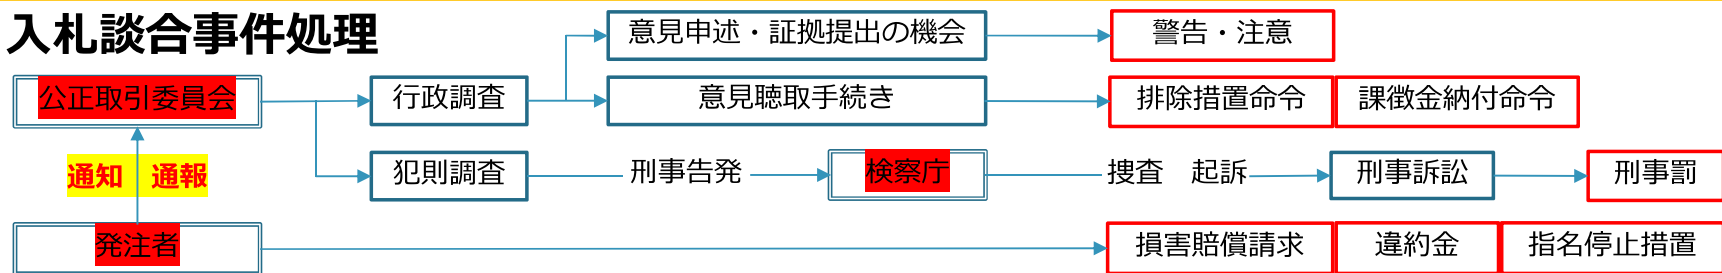 入札談合事件処理
意見申述・証拠提出の機会
警告・注意
公正取引委員会
行政調査
意見聴取手続き
排除措置命令
課徴金納付命令
通知 通報
犯則調査
刑事告発
検察庁
捜査 起訴
刑事訴訟
刑事罰
発注者
損害賠償請求
違約金
指名停止措置